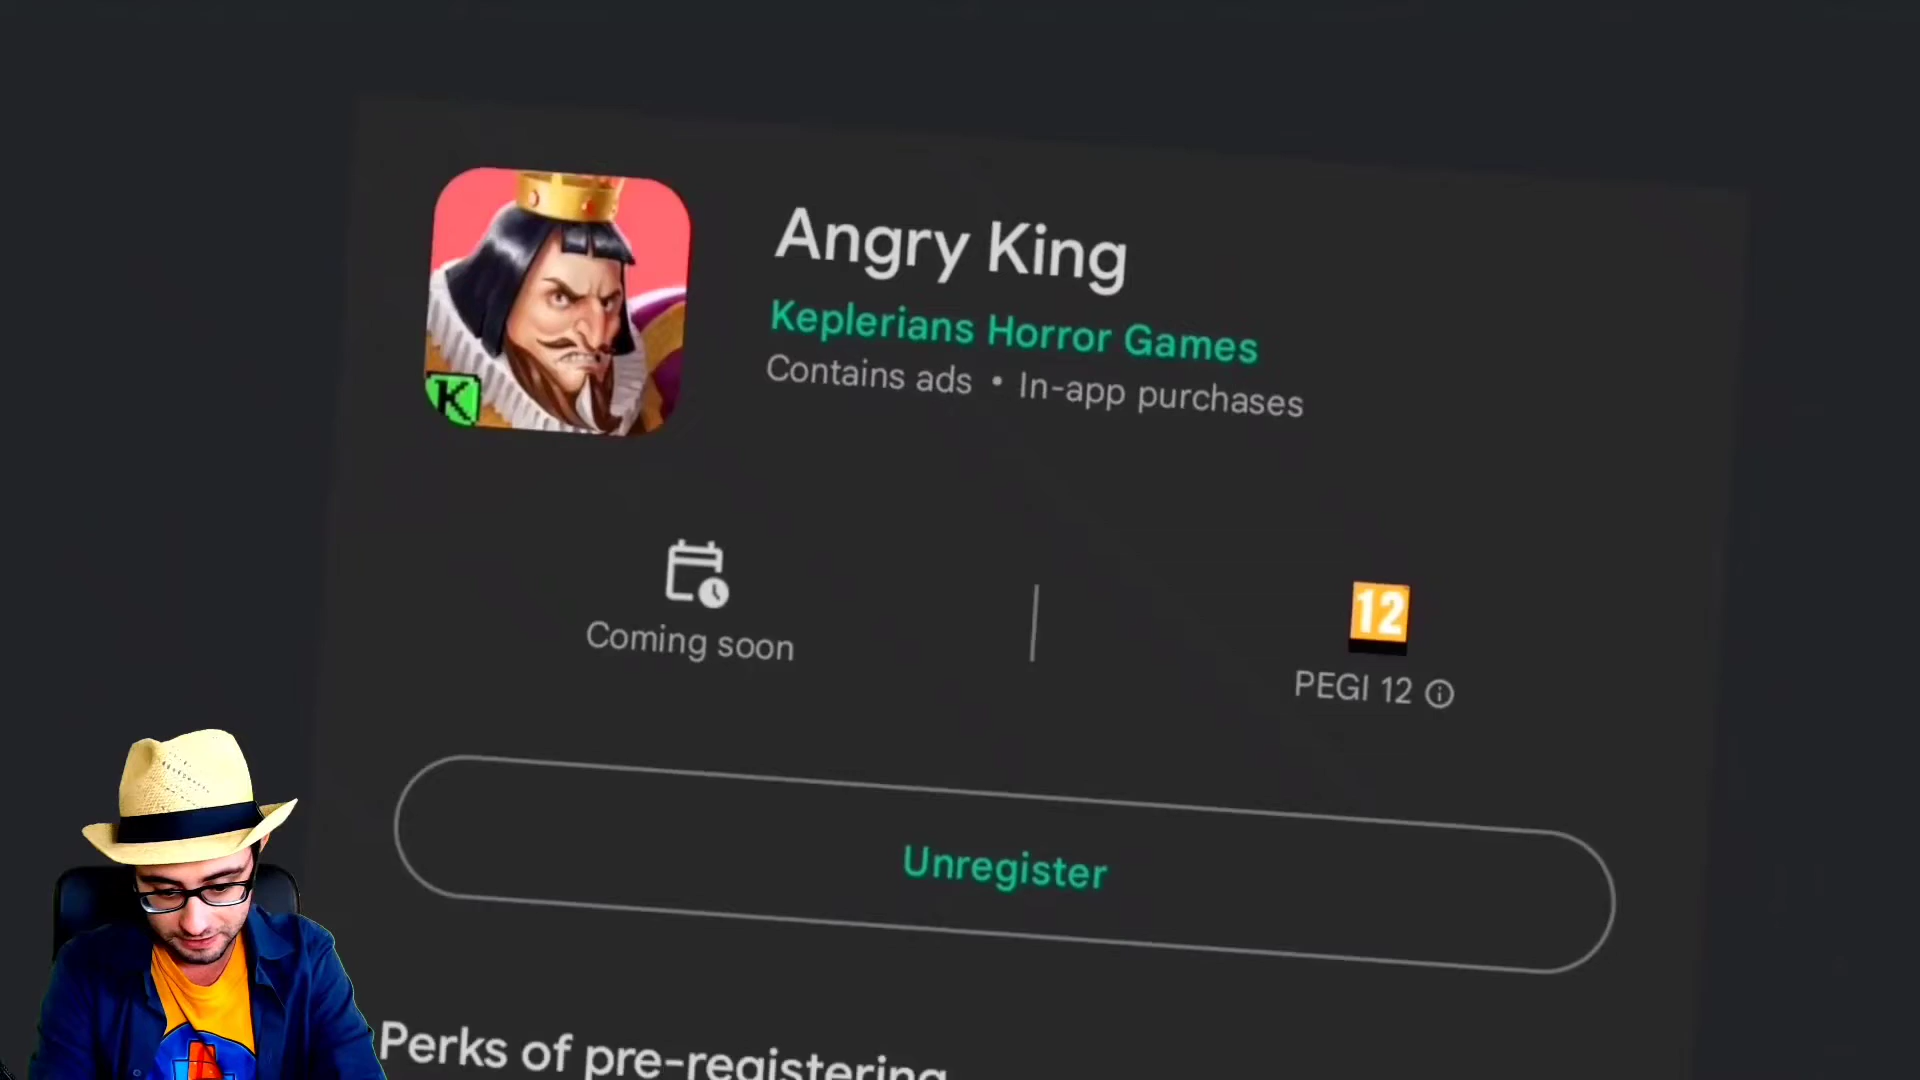 Angry King
Keplerians Horror Games
Contains ads • In-app purchases
K
12
Coming soon
PEGI 12
Unregister
Perks of pre-registering